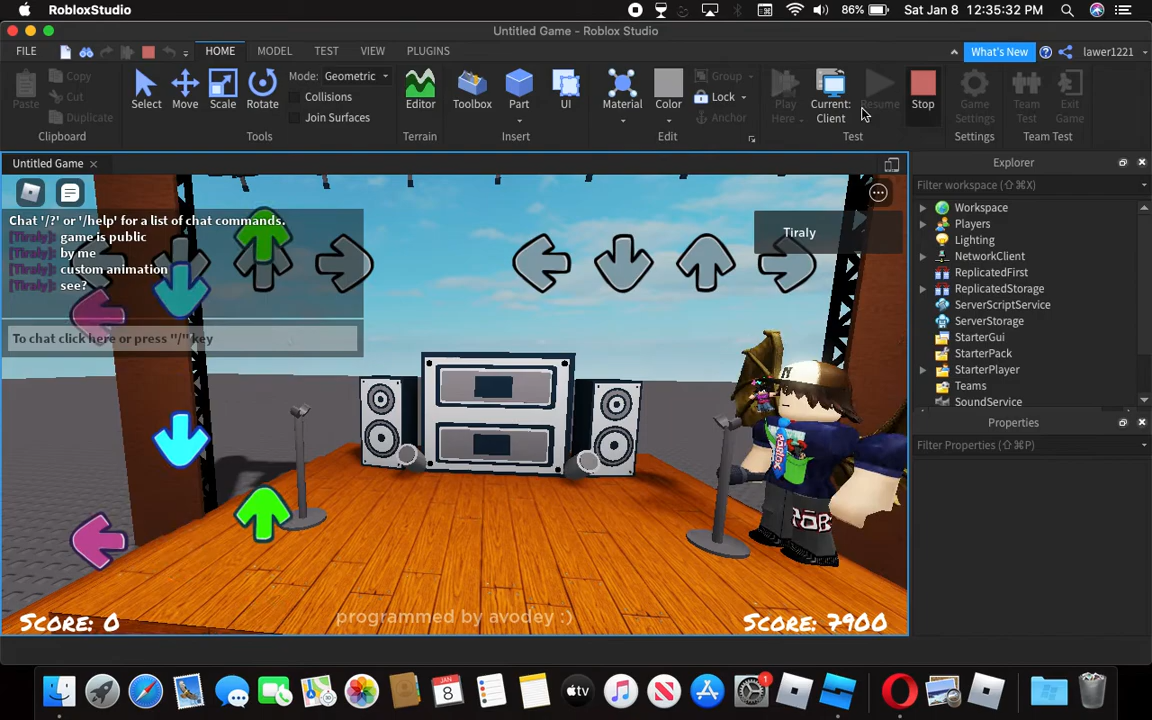 RobloxStudio
86%
Sat Jan 8 12:35:32 PM
Untitled Game - Roblox Studio
FILE
HOME
MODEL
TEST
VIEW
PLUGINS
What's New
lawer1221
Paste
Copy
Cut
Duplicate
Clipboard
Select
Move
Scale
Rotate
Mode: Geometric
Collisions
Join Surfaces
Tools
Editor
Terrain
Toolbox
Part
UI
Insert
Material
Color
Group
Lock
Anchor
Edit
Play
Here
Current:
Client
Resume
Stop
Test
Game
Settings
Settings
Team
Test
Exit
Game
Team Test
Untitled Game
Chat '/?' or '/help' for a list of chat commands.
[Tiraly]: game is public
[Tiraly]: by me
[Tiraly]: custom animation
[Tiraly]: see?
To chat click here or press "/" key
Tiraly
SCORE: 0
programmed by avodey :)
SCORE: 7900
Explorer
Filter workspace (⇧⌘X)
Workspace
Players
Lighting
NetworkClient
ReplicatedFirst
ReplicatedStorage
ServerScriptService
ServerStorage
StarterGui
StarterPack
StarterPlayer
Teams
SoundService
Properties
Filter Properties (⇧⌘P)
JAN
8
tv
1